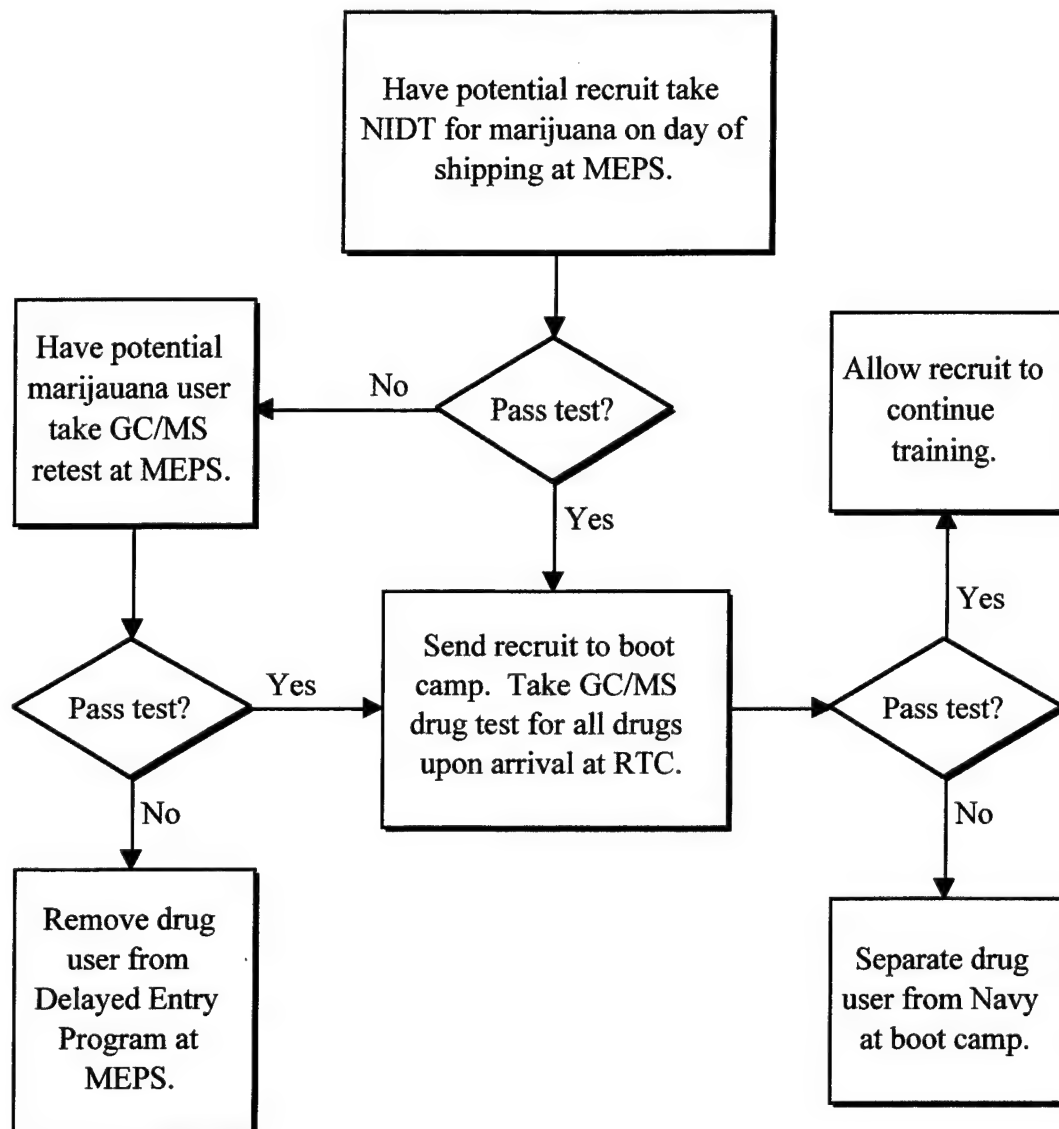 Have potential recruit take
NIDT for marijuana on day of
shipping at MEPS.
Pass test?
No
Yes
Have potential
marijauana user
take GC/MS
retest at MEPS.
Pass test?
Yes
No
Remove drug
user from
Delayed Entry
Program at
MEPS.
Send recruit to boot
camp. Take GC/MS
drug test for all drugs
upon arrival at RTC.
Pass test?
Yes
No
Allow recruit to
continue
training.
Separate drug
user from Navy
at boot camp.